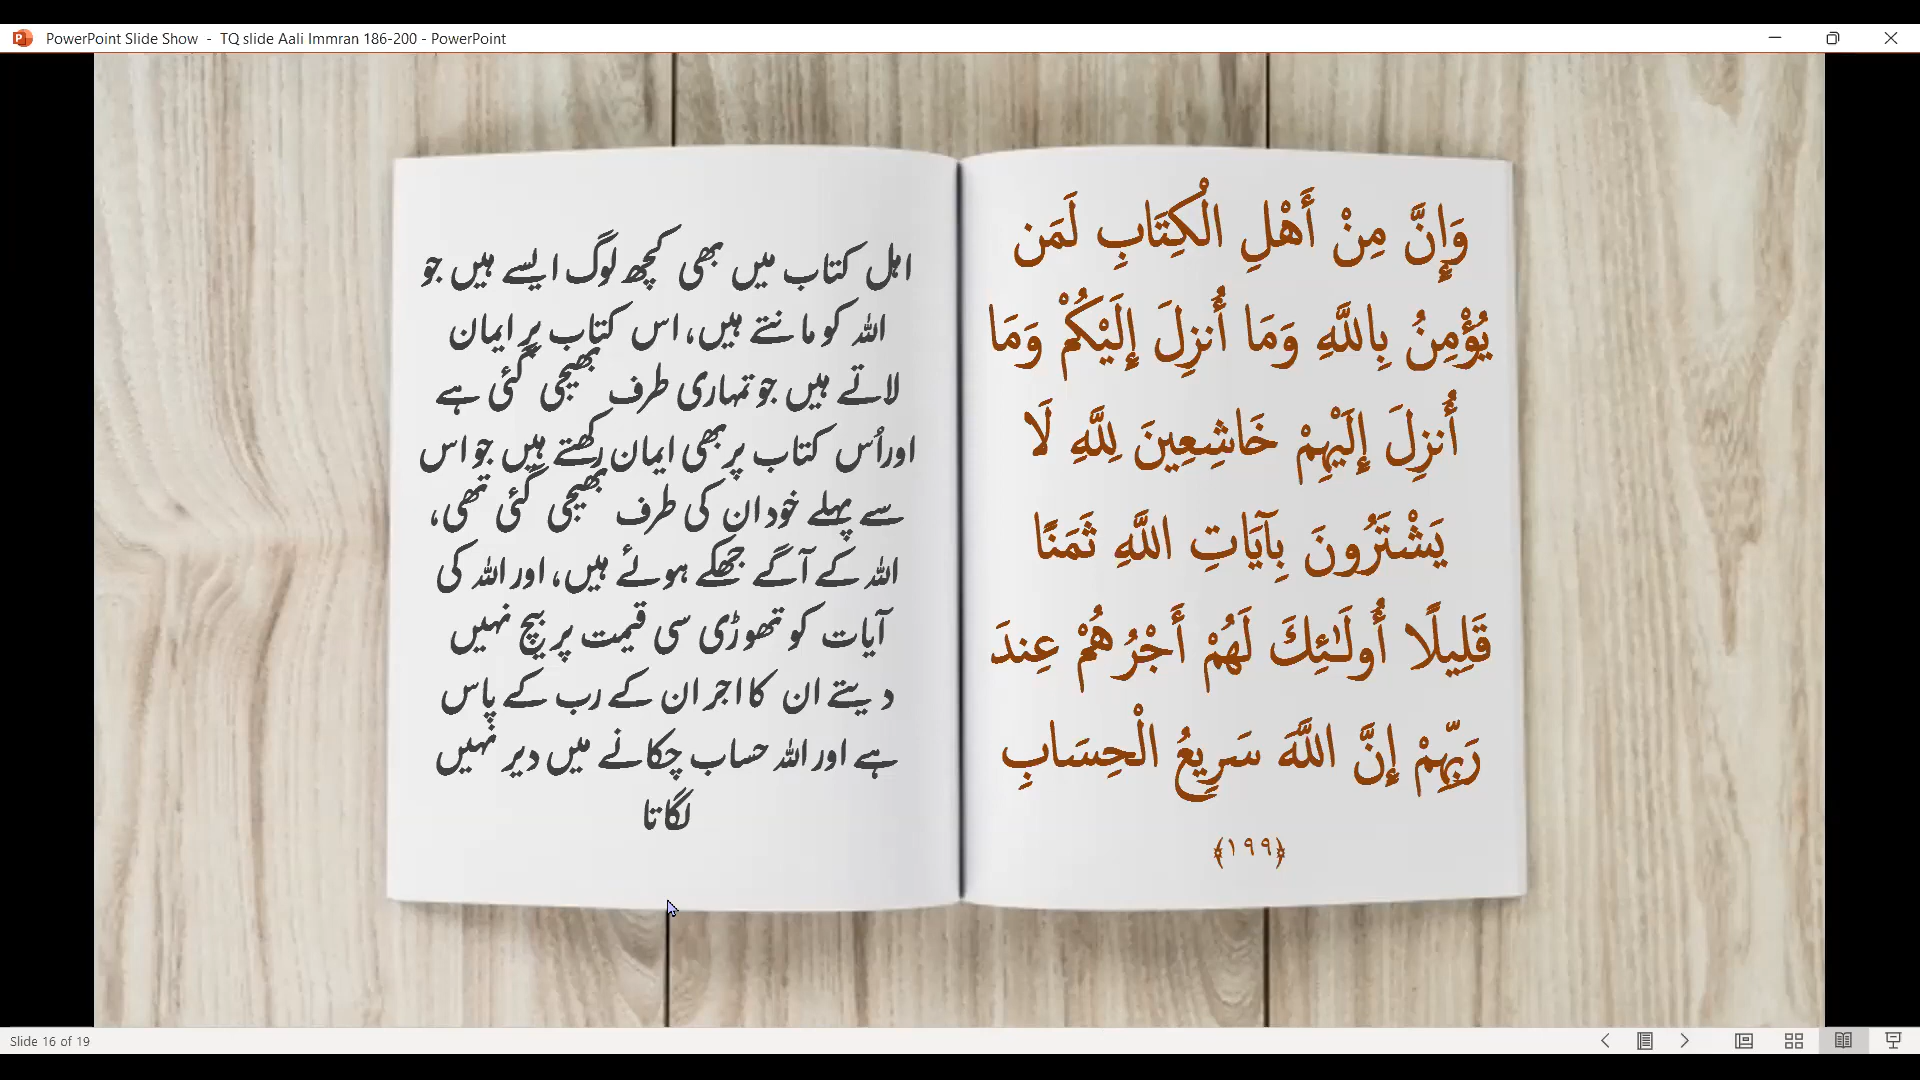 PowerPoint Slide Show - TQ slide Aali Immran 186-200 - PowerPoint
وَإِنَّ مِنْ أَهْلِ الْكِتَابِ لَمَن
يُؤْمِنُ بِاللَّهِ وَمَا أُنزِلَ إِلَيْكُمْ وَمَا
أُنزِلَ إِلَيْهِمْ خَاشِعِينَ لِلَّهِ لَا
يَشْتَرُونَ بِآيَاتِ اللَّهِ ثَمَنًا
قَلِيلًا أُولَـٰئِكَ لَهُمْ أَجْرُهُمْ عِندَ
رَبِّهِمْ إِنَّ اللَّهَ سَرِيعُ الْحِسَابِ
﴿١٩٩﴾
اہل کتاب میں بھی کچھ لوگ ایسے ہیں جو
اللہ کو مانتے ہیں، اس کتاب پر ایمان
لاتے ہیں جو تمہاری طرف بھیجی گئی ہے
اور اُس کتاب پر بھی ایمان رکھتے ہیں جو اس
سے پہلے خود ان کی طرف بھیجی گئی تھی،
اللہ کے آگے جھکے ہوئے ہیں، اور اللہ کی
آیات کو تھوڑی سی قیمت پر بیچ نہیں
دیتے ان کا اجر ان کے رب کے پاس
ہے اور اللہ حساب چکانے میں دیر نہیں
لگاتا
Slide 16 of 19